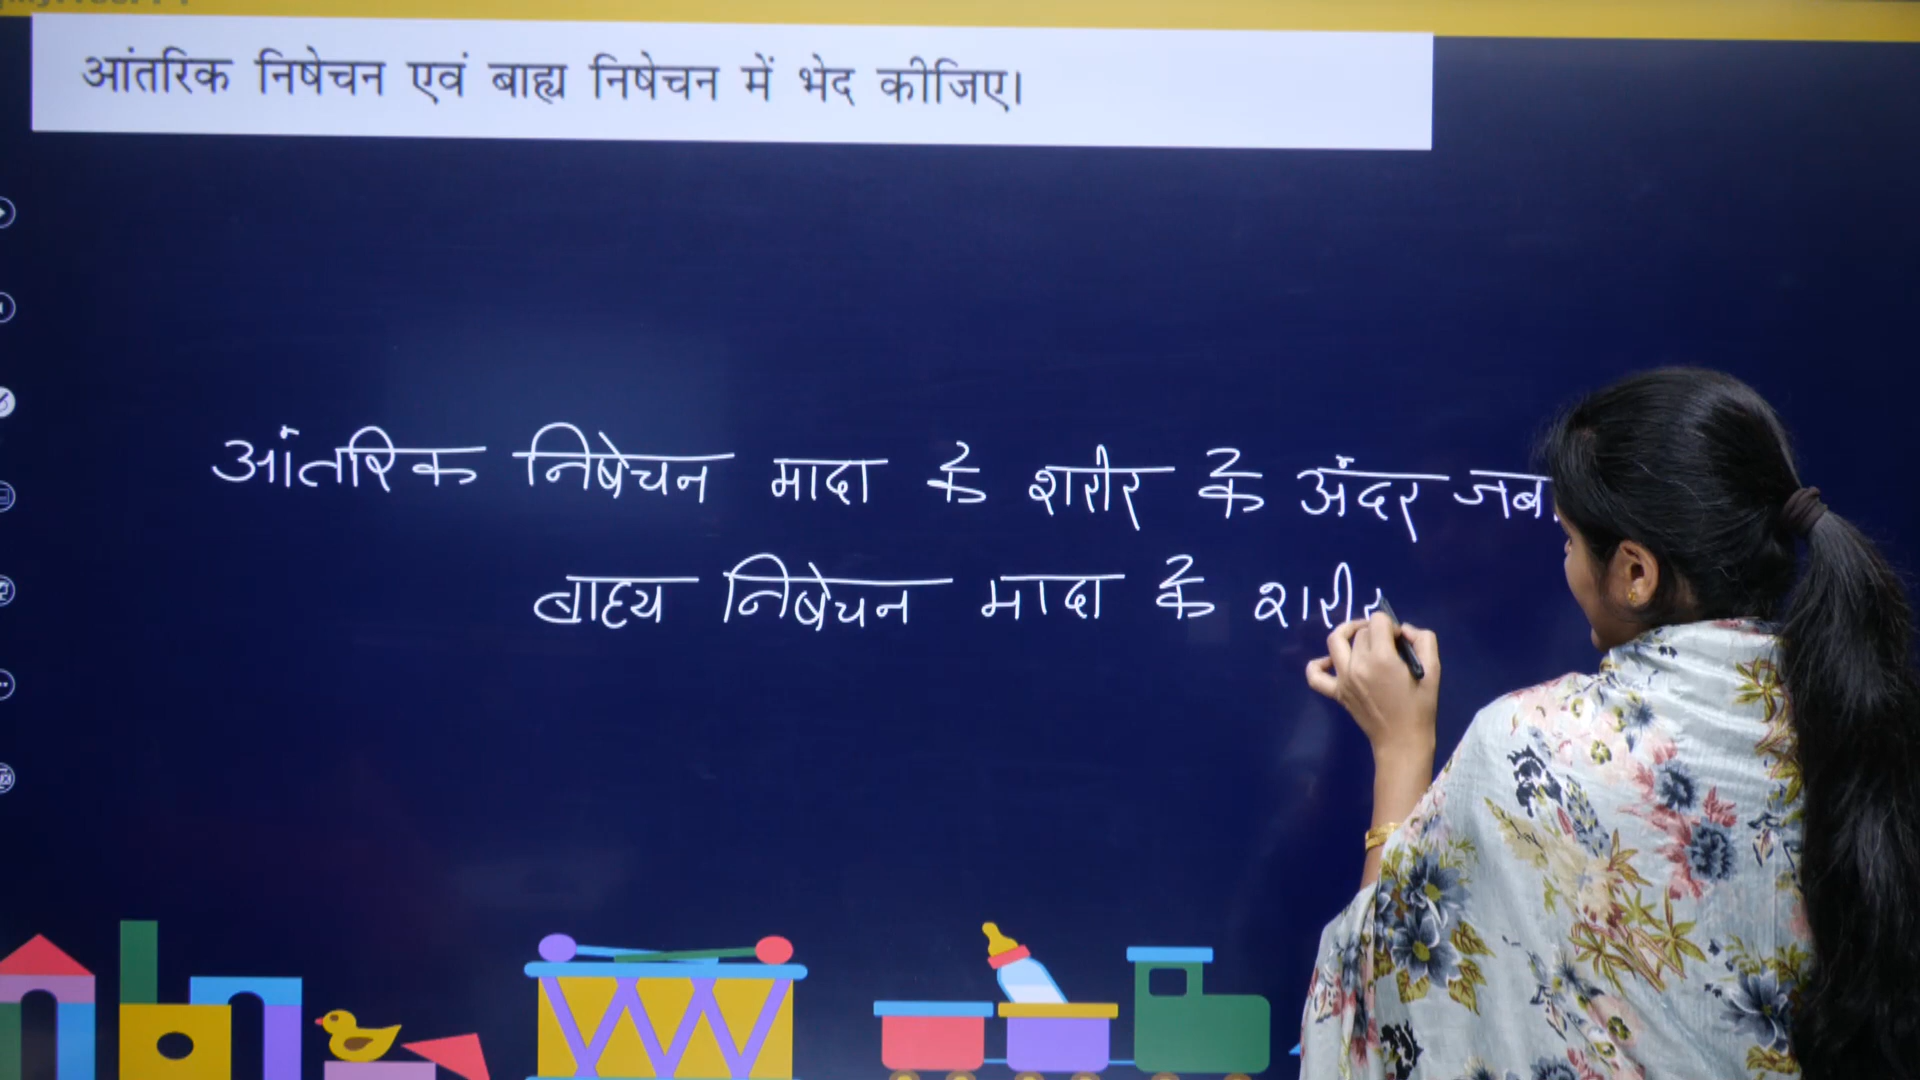 आंतरिक निषेचन एवं बाह्य निषेचन में भेद कीजिए।
आंतरिक निषेचन मादा के शरीर के अंदर जब
बाह्य निषेचन मादा के शरीर